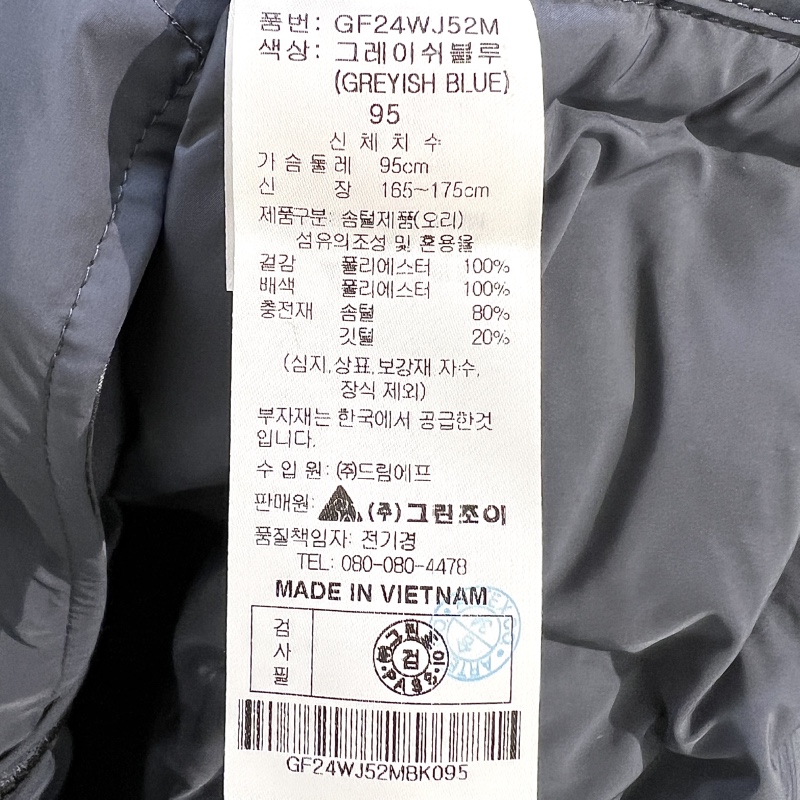 품번: GF24WJ52M
색상: 그레이쉬블루
(GREYISH BLUE)
95
신 체 치 수
가 슴 둘 레 95cm
신 장 165~175cm
제품구분: 솜털제품(오리)
섬유의조성 및 혼용율
겉감 폴리에스터 100%
배색 폴리에스터 100%
충전재 솜털 80%
깃털 20%
(심지,상표,보강재,자수,
장식 제외)
부자재는 한국에서 공급한것
입니다.
수 입 원: ㈜드림에프
판매원: (주)그린조이
품질책임자: 전기경
TEL: 080-080-4478
MADE IN VIETNAM
검
사
필
그린조이
검
PASS
GF24WJ52MBK095